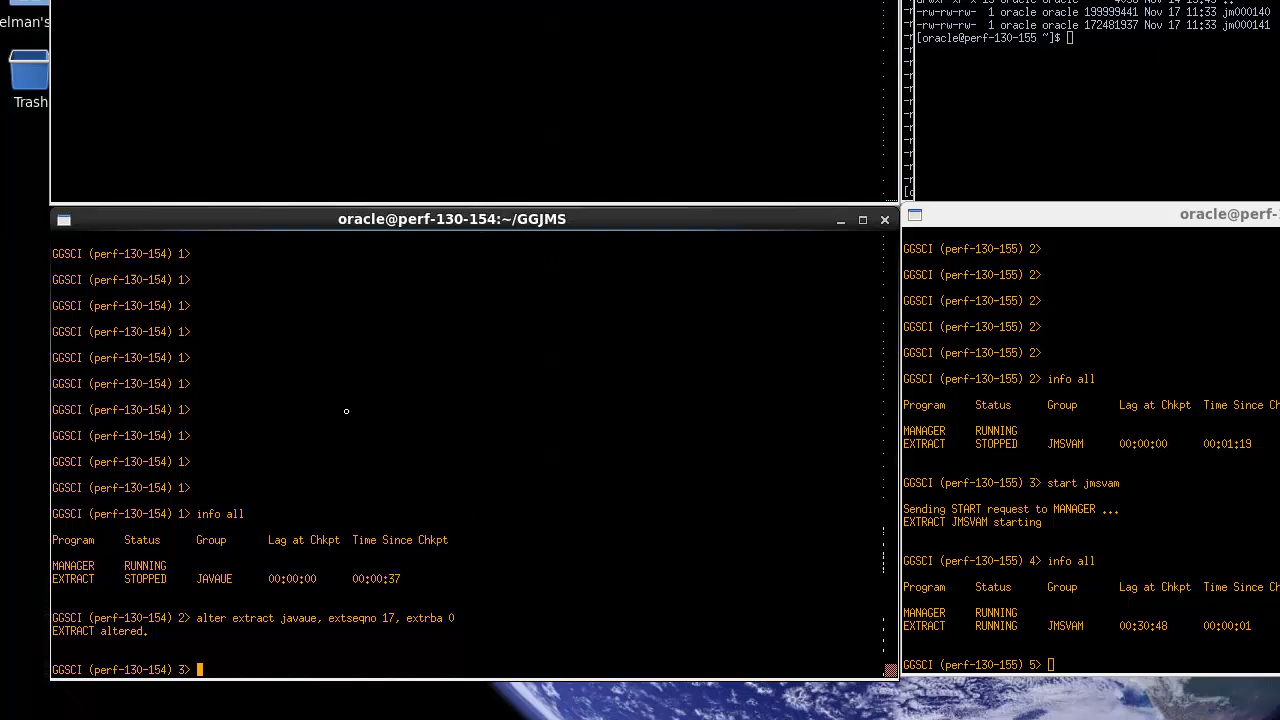 elman's
Trash
-rw-rw-rw- 1 oracle oracle 199999441 Nov 17 11:33 jm000140
-rw-rw-rw- 1 oracle oracle 172481937 Nov 17 11:33 jm000141
[oracle@perf-130-155 ~]$
oracle@perf-130-154:~/GGJMS
GGSCI (perf-130-154) 1>
GGSCI (perf-130-154) 1>
GGSCI (perf-130-154) 1>
GGSCI (perf-130-154) 1>
GGSCI (perf-130-154) 1>
GGSCI (perf-130-154) 1>
GGSCI (perf-130-154) 1>
GGSCI (perf-130-154) 1>
GGSCI (perf-130-154) 1>
GGSCI (perf-130-154) 1>
GGSCI (perf-130-154) 1> info all
Program Status Group Lag at Chkpt Time Since Chkpt
MANAGER RUNNING
EXTRACT STOPPED JAVAUE 00:00:00 00:00:37
GGSCI (perf-130-154) 2> alter extract javaue, extseqno 17, extrba 0
EXTRACT altered.
GGSCI (perf-130-154) 3>
oracle@perf-1
GGSCI (perf-130-155) 2>
GGSCI (perf-130-155) 2>
GGSCI (perf-130-155) 2>
GGSCI (perf-130-155) 2>
GGSCI (perf-130-155) 2>
GGSCI (perf-130-155) 2> info all
Program Status Group Lag at Chkpt Time Since Ch
MANAGER RUNNING
EXTRACT STOPPED JMSVAM 00:00:00 00:01:19
GGSCI (perf-130-155) 3> start jmsvam
Sending START request to MANAGER ...
EXTRACT JMSVAM starting
GGSCI (perf-130-155) 4> info all
Program Status Group Lag at Chkpt Time Since Ch
MANAGER RUNNING
EXTRACT RUNNING JMSVAM 00:30:48 00:00:01
GGSCI (perf-130-155) 5>